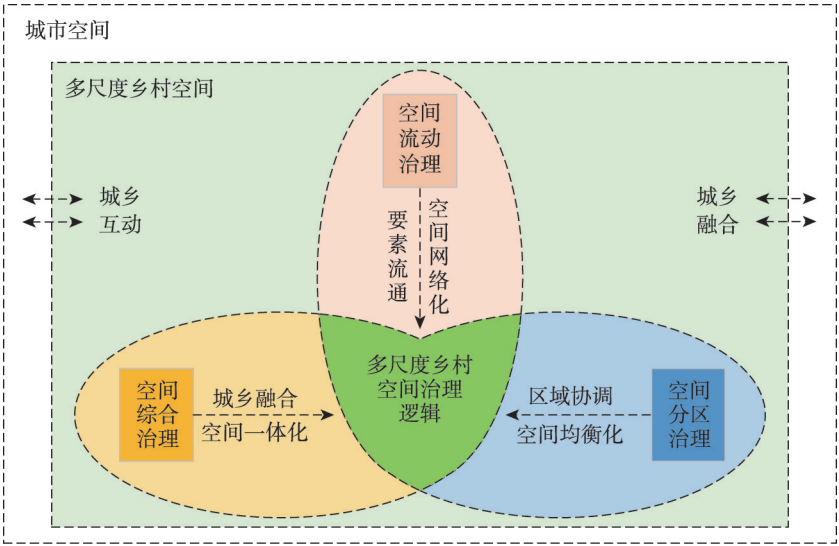 城市空间
多尺度乡村空间
空间
流动
治理
城乡
互动
城乡
融合
要素流通
空间网络化
多尺度乡村
空间治理
逻辑
空间
综合
治理
城乡融合
空间一体化
区域协调
空间均衡化
空间
分区
治理